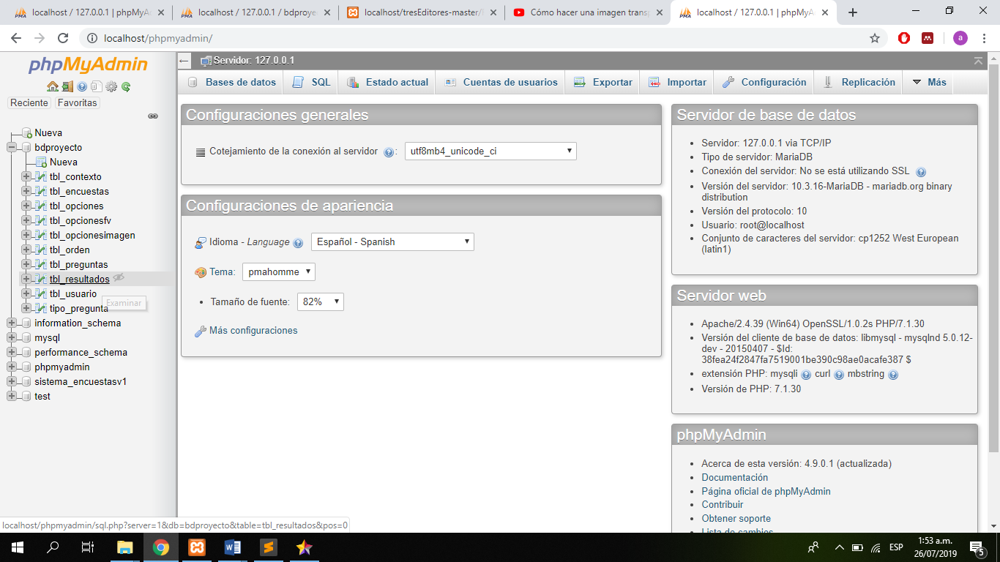 localhost / 127.0.0.1 | phpMyA
localhost / 127.0.0.1 / bdproye
localhost/tresEditores-master/
Cómo hacer una imagen transp
localhost / 127.0.0.1 | phpMyA
localhost/phpmyadmin/
a
phpMyAdmin
Reciente
Favoritas
Nueva
bdproyecto
Nueva
tbl_contexto
tbl_encuestas
tbl_opciones
tbl_opcionesfv
tbl_opcionesimagen
tbl_orden
tbl_preguntas
tbl_resultados
tbl_usuario
Examinar
tipo_pregunta
information_schema
mysql
performance_schema
phpmyadmin
sistema_encuestasv1
test
Servidor: 127.0.0.1
Bases de datos
SQL
Estado actual
Cuentas de usuarios
Exportar
Importar
Configuración
Replicación
Más
Configuraciones generales
Cotejamiento de la conexión al servidor :
utf8mb4_unicode_ci
Configuraciones de apariencia
Idioma - Language
Español - Spanish
Tema:
pmahomme
Tamaño de fuente:
82%
Más configuraciones
Servidor de base de datos
Servidor: 127.0.0.1 via TCP/IP
Tipo de servidor: MariaDB
Conexión del servidor: No se está utilizando SSL
Versión del servidor: 10.3.16-MariaDB - mariadb.org binary
distribution
Versión del protocolo: 10
Usuario: root@localhost
Conjunto de caracteres del servidor: cp1252 West European
(latin1)
Servidor web
Apache/2.4.39 (Win64) OpenSSL/1.0.2s PHP/7.1.30
Versión del cliente de base de datos: libmysql - mysqlnd 5.0.12-
dev - 20150407 - $Id:
38fea24f2847fa7519001be390c98ae0acafe387 $
extensión PHP: mysqli curl mbstring
Versión de PHP: 7.1.30
phpMyAdmin
Acerca de esta versión: 4.9.0.1 (actualizada)
Documentación
Página oficial de phpMyAdmin
Contribuir
Obtener soporte
Lista de cambios
localhost/phpmyadmin/sql.php?server=1&db=bdproyecto&table=tbl_resultados&pos=0
ESP
1:53 a.m.
26/07/2019
5